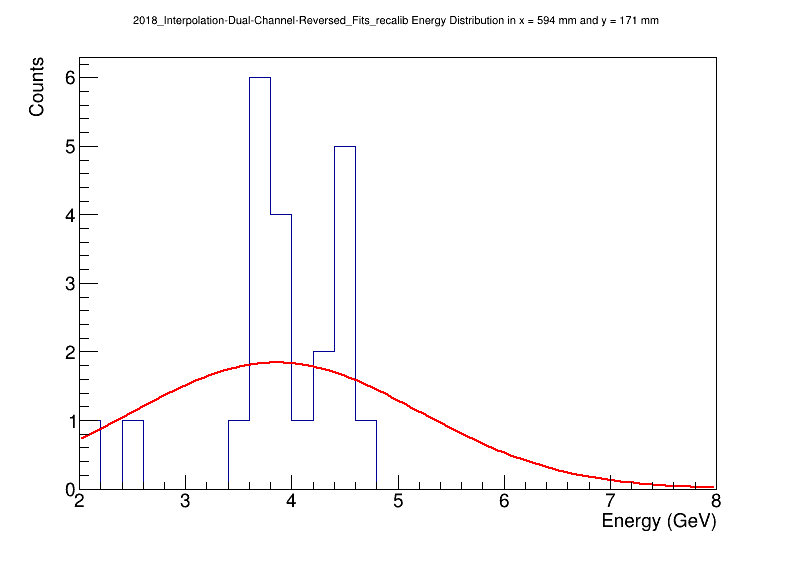 2018_Interpolation-Dual-Channel-Reversed_Fits_recalib Energy Distribution in x = 594 mm and y = 171 mm
Counts
6
5
4
3
2
1
0
2 3 4 5 6 7 8
Energy (GeV)